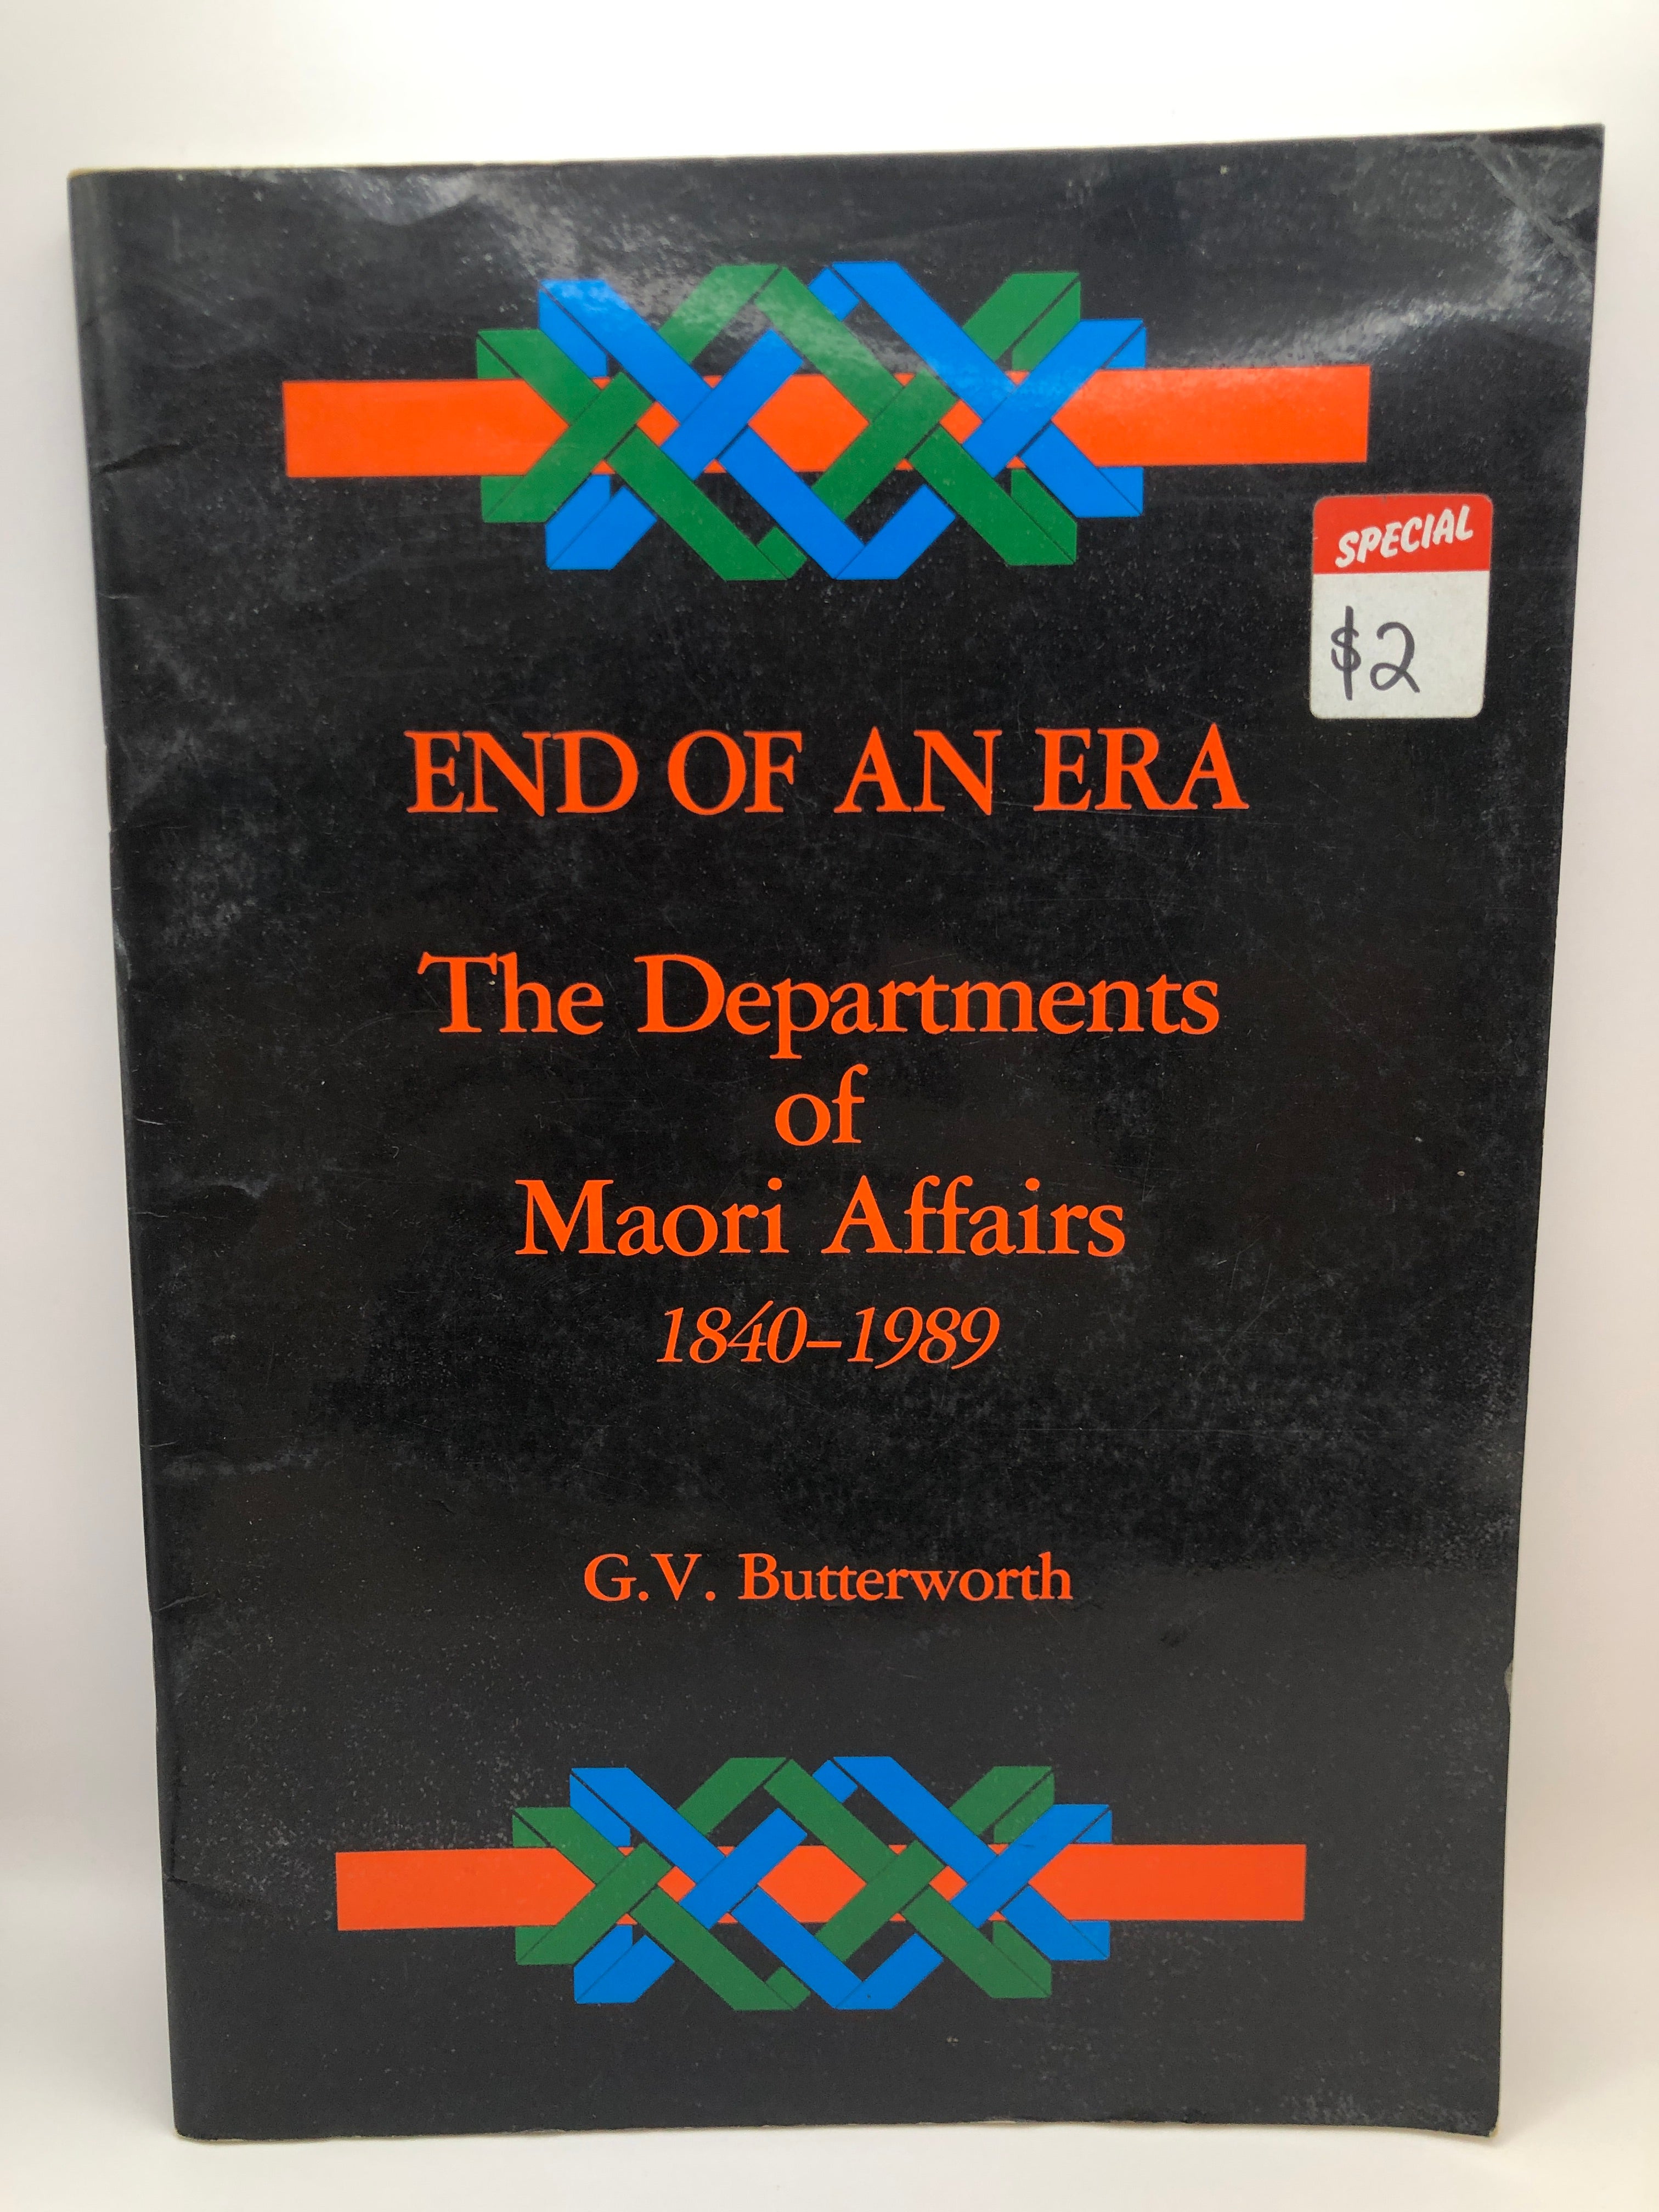 SPECIAL
$2
END OF AN ERA
The Departments
of
Maori Affairs
1840–1989
G.V. Butterworth